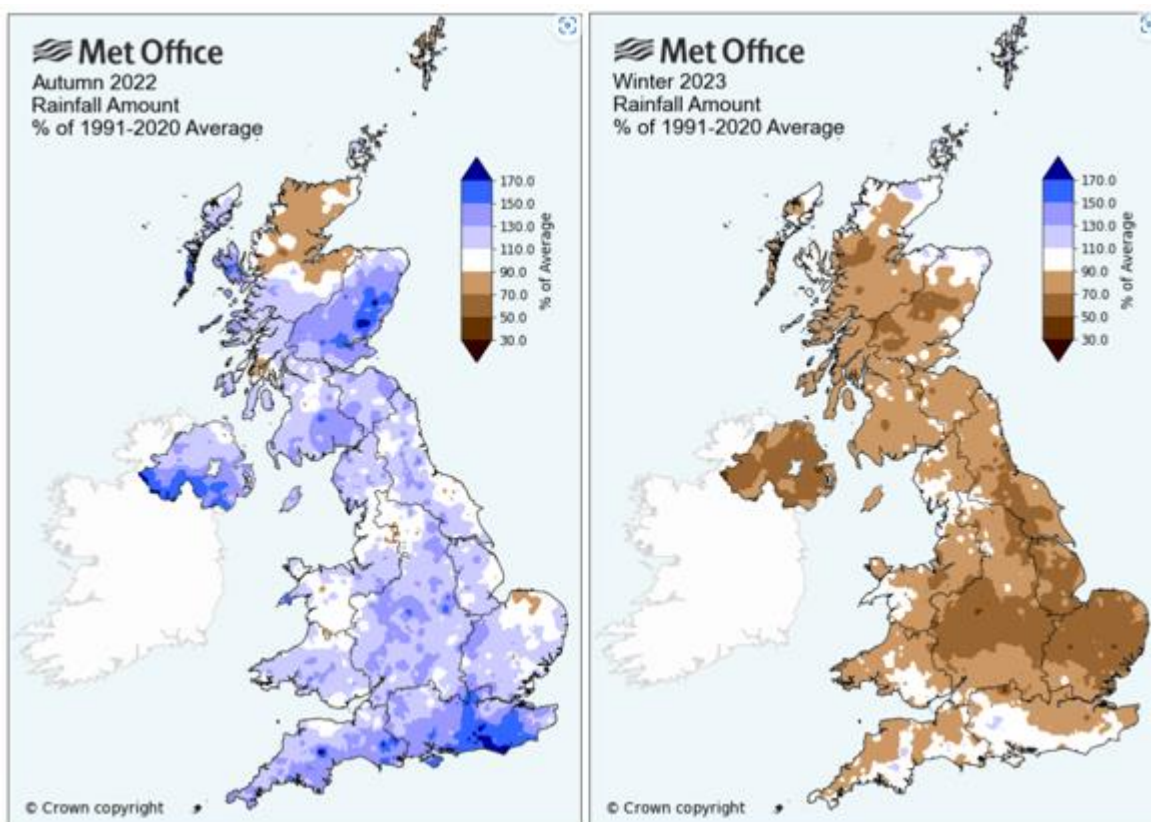 Met Office
Autumn 2022
Rainfall Amount
% of 1991-2020 Average
170.0
150.0
130.0
110.0
90.0
70.0
50.0
30.0
% of Average
© Crown copyright
Met Office
Winter 2023
Rainfall Amount
% of 1991-2020 Average
170.0
150.0
130.0
110.0
90.0
70.0
50.0
30.0
% of Average
© Crown copyright